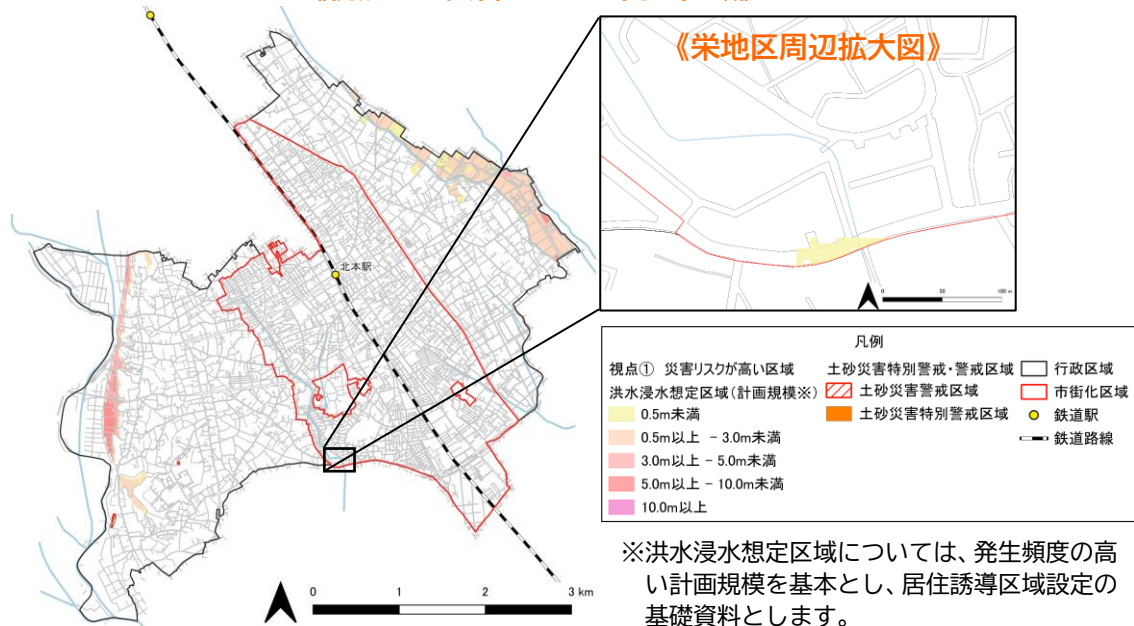 《栄地区周辺拡大図》
0 50 100 m
北本駅
凡例
視点① 災害リスクが高い区域
洪水浸水想定区域(計画規模※)
0.5m未満
0.5m以上 - 3.0m未満
3.0m以上 - 5.0m未満
5.0m以上 - 10.0m未満
10.0m以上
土砂災害特別警戒・警戒区域
土砂災害警戒区域
土砂災害特別警戒区域
行政区域
市街化区域
鉄道駅
鉄道路線
0 1 2 3 km
※洪水浸水想定区域については、発生頻度の高
い計画規模を基本とし、居住誘導区域設定の
基礎資料とします。